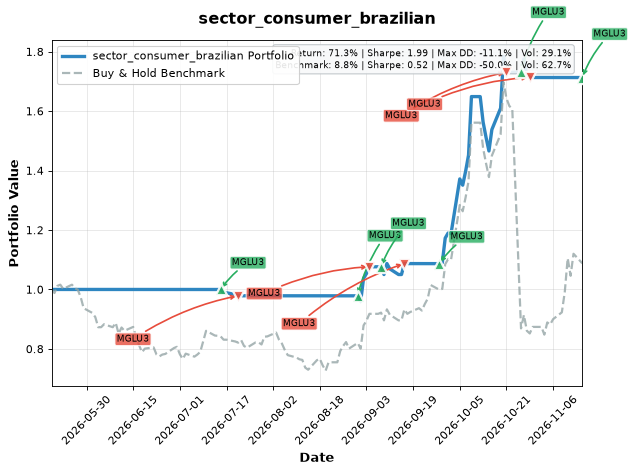 sector_consumer_brazilian
MGLU3
MGLU3
sector_consumer_brazilian Portfolio
Buy & Hold Benchmark
Return: 71.3% | Sharpe: 1.99 | Max DD: -11.1% | Vol: 29.1%
Benchmark: 8.8% | Sharpe: 0.52 | Max DD: -50.0% | Vol: 62.7%
MGLU3
MGLU3
MGLU3
MGLU3
MGLU3
MGLU3
MGLU3
MGLU3
MGLU3
1.8
1.6
1.4
1.2
1.0
0.8
Portfolio Value
2026-05-30
2026-06-15
2026-07-01
2026-07-17
2026-08-02
2026-08-18
2026-09-03
2026-09-19
2026-10-05
2026-10-21
2026-11-06
Date